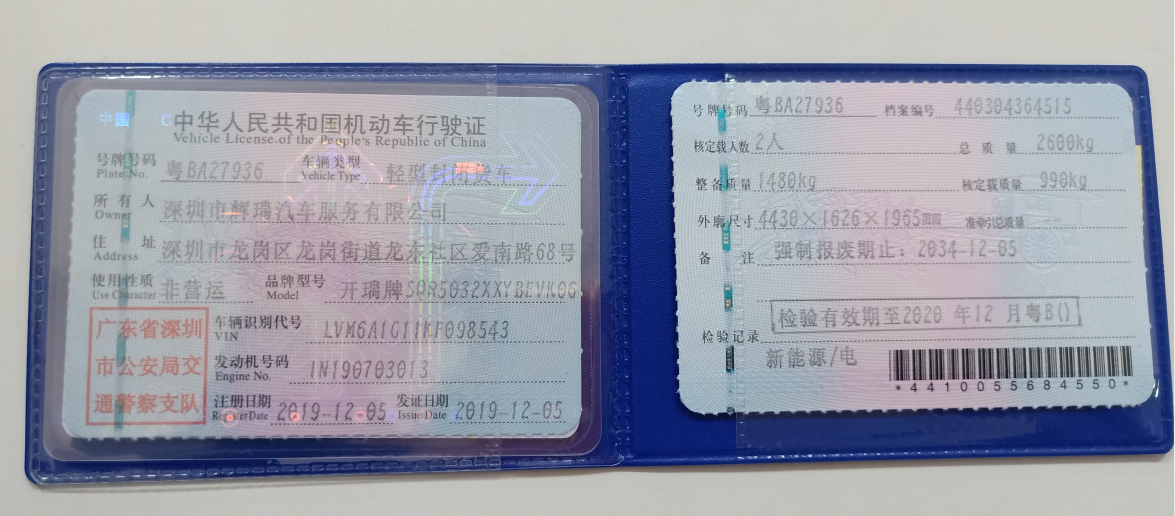 中国
中华人民共和国机动车行驶证
Vehicle License of the People's Republic of China
号牌号码 Plate No. 粤BA27936 车辆类型 Vehicle Type 轻型封闭货车
所有人 Owner 深圳市辉瑞汽车服务有限公司
住址 Address 深圳市龙岗区龙岗街道龙东社区爱南路68号
使用性质 Use Character 非营运 品牌型号 Model 开瑞牌SQR5032XXYBEVK06
广东省深圳
市公安局交
通警察支队
车辆识别代号 VIN LVM6A1G11KF098543
发动机号码 Engine No. 1N190703013
注册日期 Register Date 2019-12-05 发证日期 Issue Date 2019-12-05
号牌号码 粤BA27936 档案编号 440304364515
核定载人数 2人 总质量 2600kg
整备质量 1480kg 核定载质量 990kg
外廓尺寸 4430×1626×1965mm 准牵引总质量 --
备注 强制报废期止：2034-12-05
检验有效期至2020 年12 月粤B()
检验记录
新能源/电
*4410055684550*